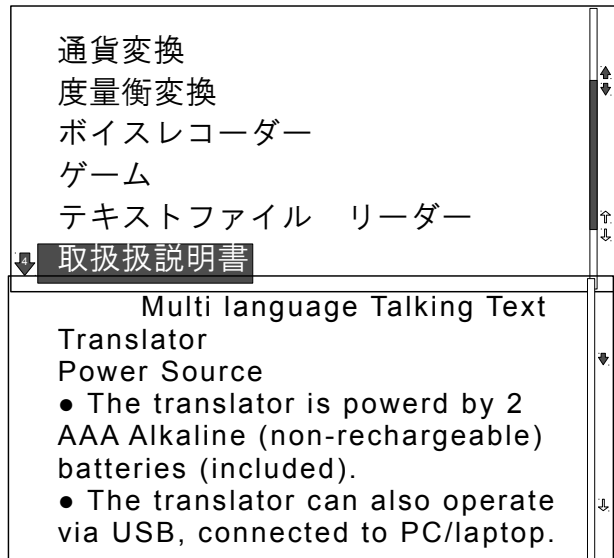 通貨変換
度量衡変換
ボイスレコーダー
ゲーム
テキストファイル　リーダー
4
取扱扱説明書
Multi language Talking Text
Translator
Power Source
● The translator is powerd by 2
AAA Alkaline (non-rechargeable)
batteries (included).
● The translator can also operate
via USB, connected to PC/laptop.